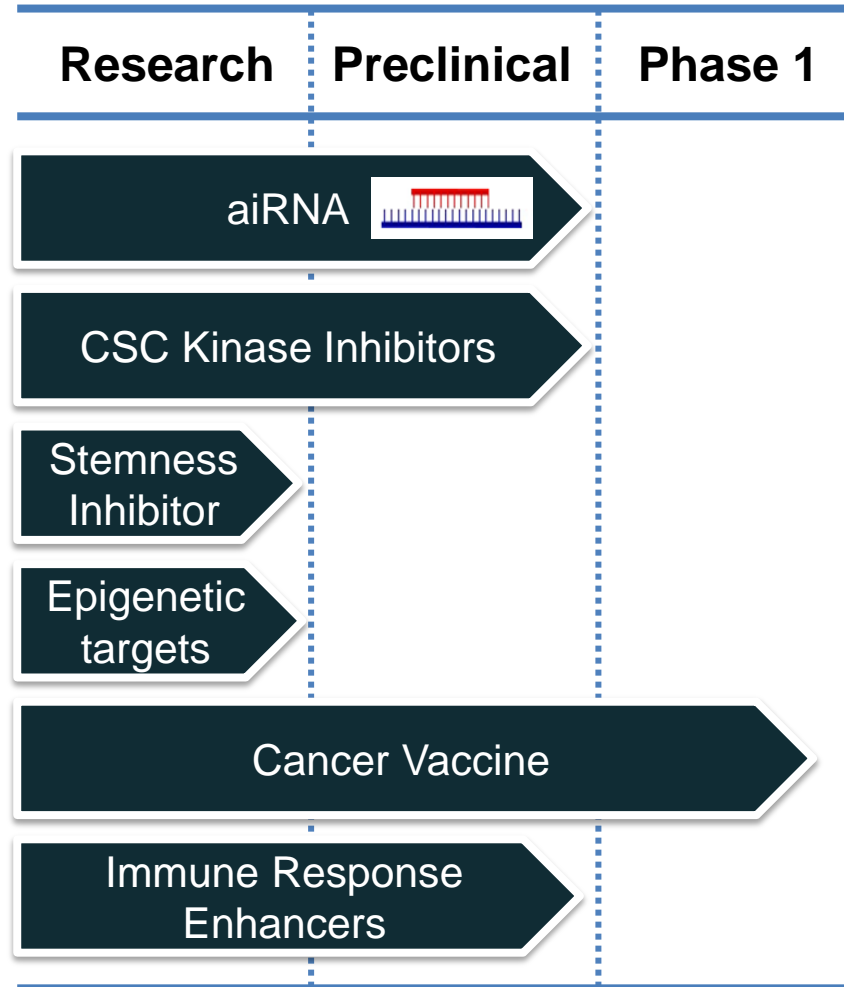 Research Preclinical Phase 1
aiRNA
CSC Kinase Inhibitors
Stemness
Inhibitor
Epigenetic
targets
Cancer Vaccine
Immune Response
Enhancers